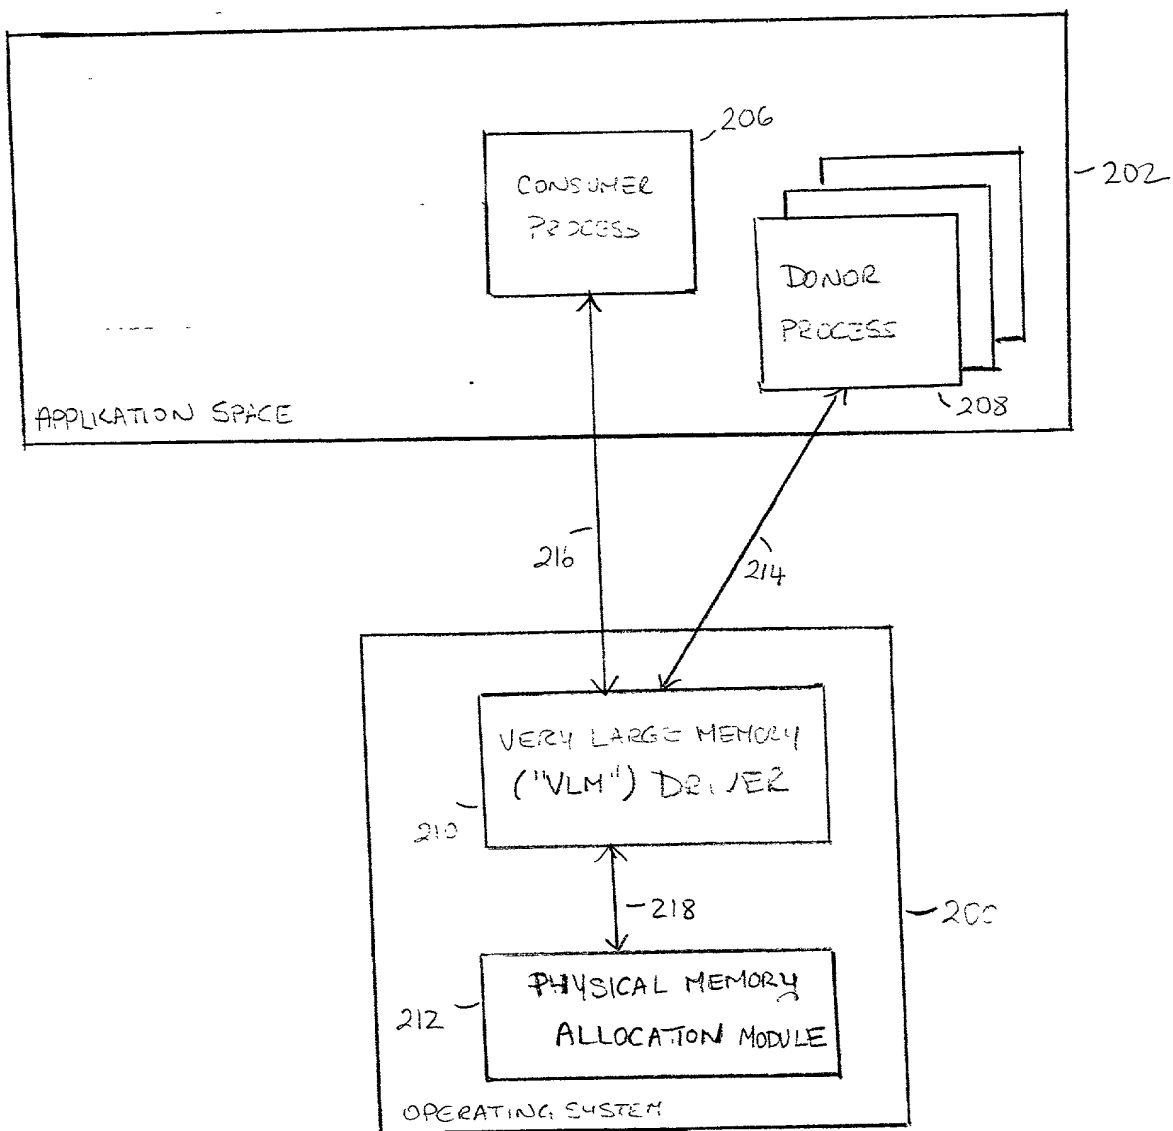 206
202
CONSUMER
PROCESS
DONOR
PROCESS
208
APPLICATION SPACE
216
214
VERY LARGE MEMORY
("VLM") DRIVER
210
218
200
PHYSICAL MEMORY
ALLOCATION MODULE
212
OPERATING SYSTEM